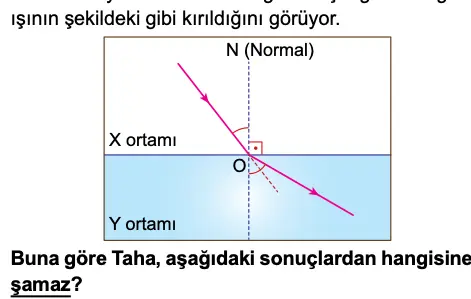 ışının şekildeki gibi kırıldığını görüyor.
N (Normal)
X ortamı
O
Y ortamı
Buna göre Taha, aşağıdaki sonuçlardan hangisine
şamaz?